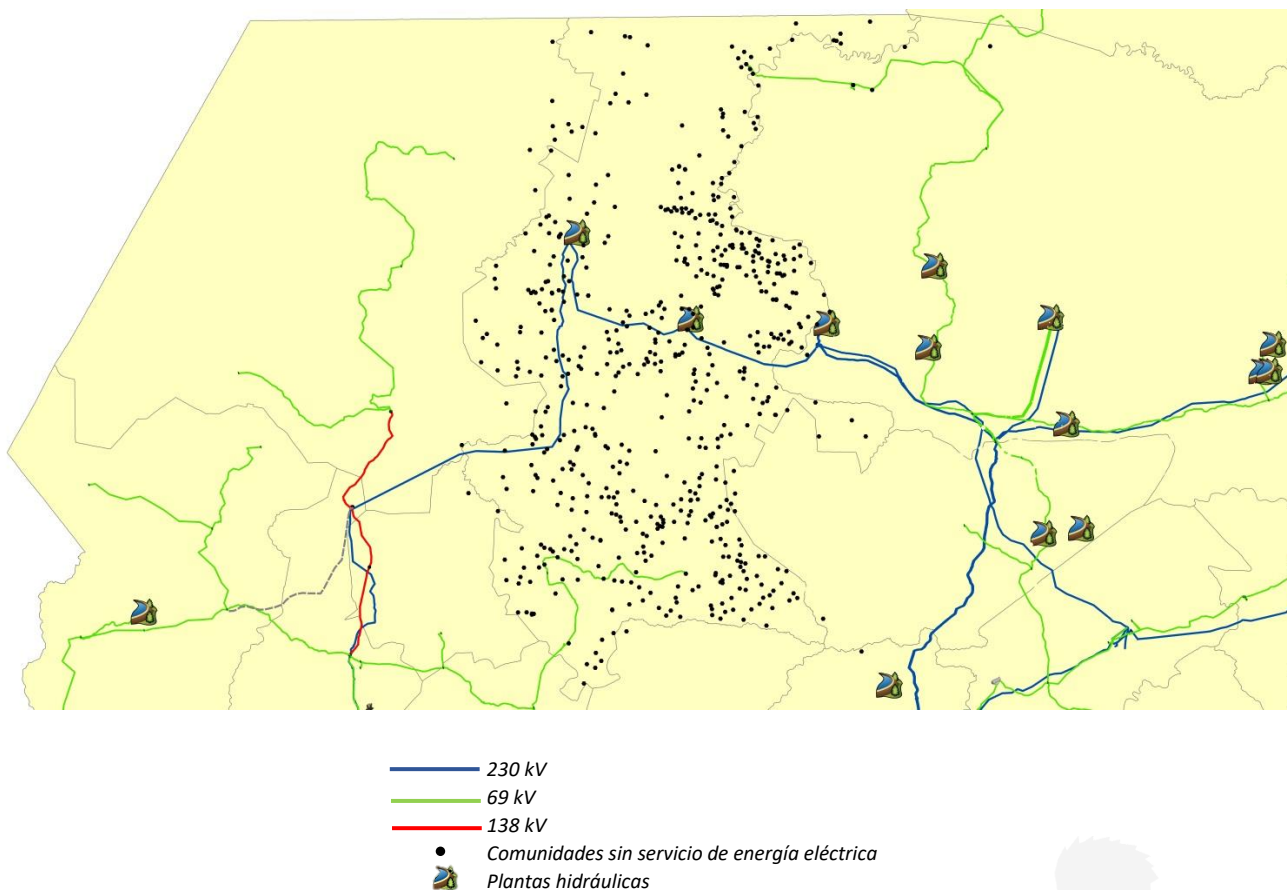 230 kV
69 kV
138 kV
Comunidades sin servicio de energía eléctrica
Plantas hidráulicas